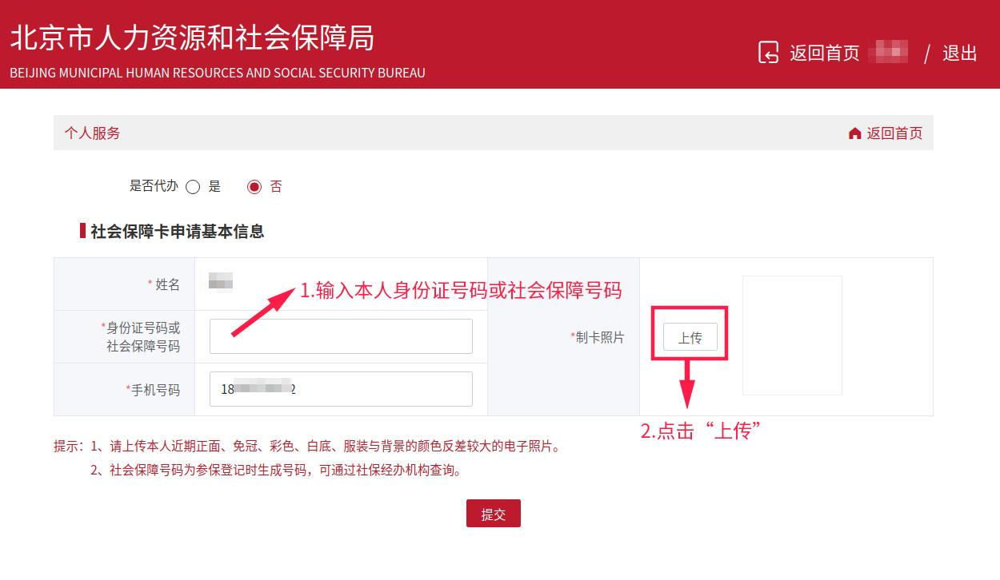 北京市人力资源和社会保障局
BEIJING MUNICIPAL HUMAN RESOURCES AND SOCIAL SECURITY BUREAU
返回首页 / 退出
个人服务 返回首页
是否代办 是 否
社会保障卡申请基本信息
* 姓名
1.输入本人身份证号码或社会保障号码
*身份证号码或
社会保障号码
*制卡照片
上传
*手机号码 18 2
2.点击“上传”
提示：1、请上传本人近期正面、免冠、彩色、白底、服装与背景的颜色反差较大的电子照片。
2、社会保障号码为参保登记时生成号码，可通过社保经办机构查询。
提交